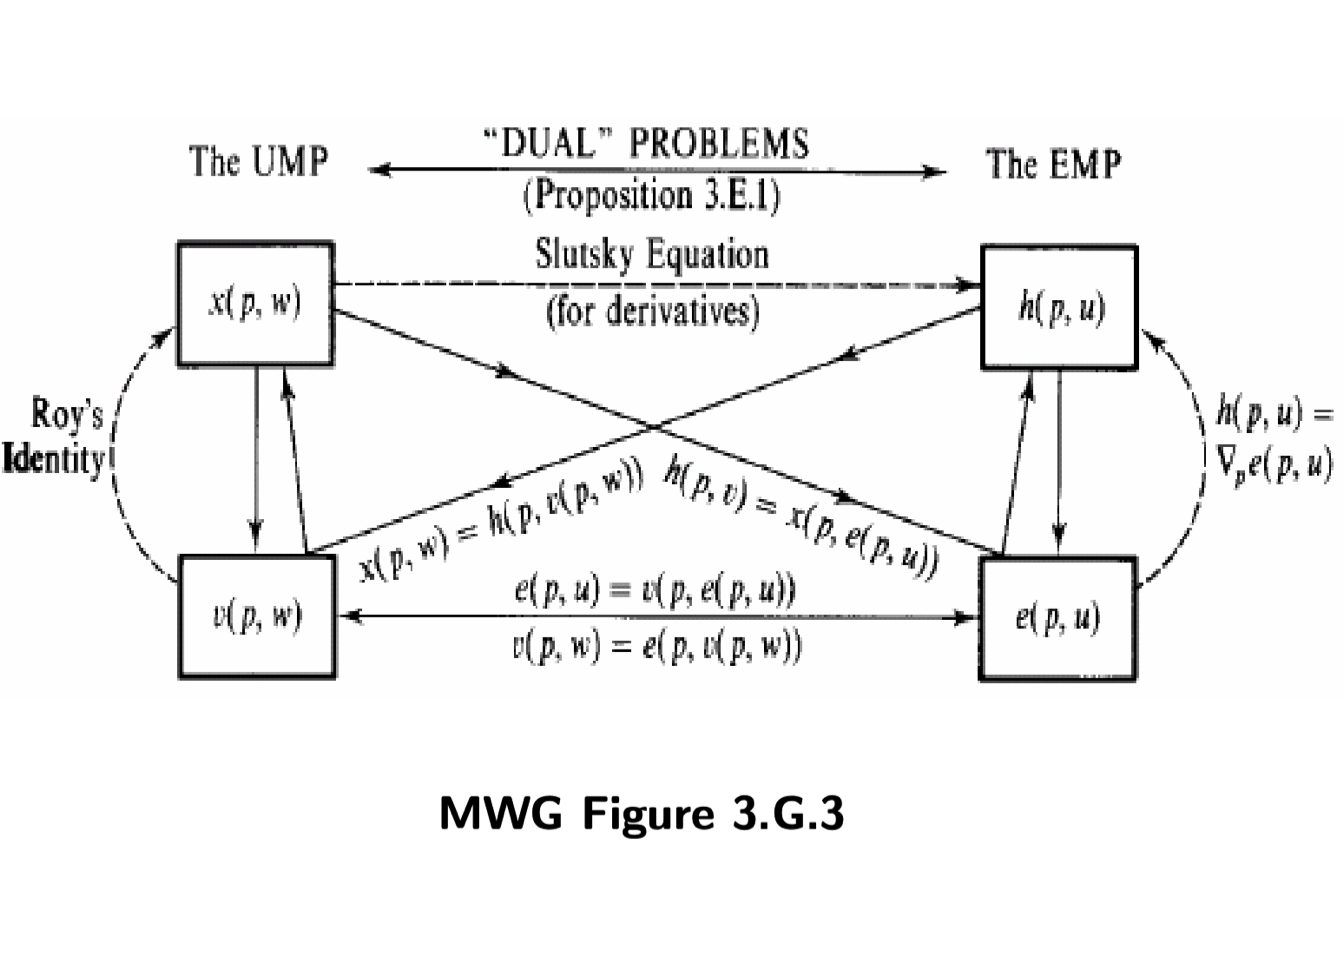 The UMP
“DUAL” PROBLEMS
(Proposition 3.E.1)
The EMP
Slutsky Equation
(for derivatives)
x(p, w)
h(p, u)
Roy's
Identity
h(p, u) =
∇ₚe(p, u)
x(p, w) = h(p, v(p, w))
h(p, v) = x(p, e(p, u))
e(p, u) = v(p, e(p, u))
v(p, w) = e(p, v(p, w))
v(p, w)
e(p, u)
MWG Figure 3.G.3